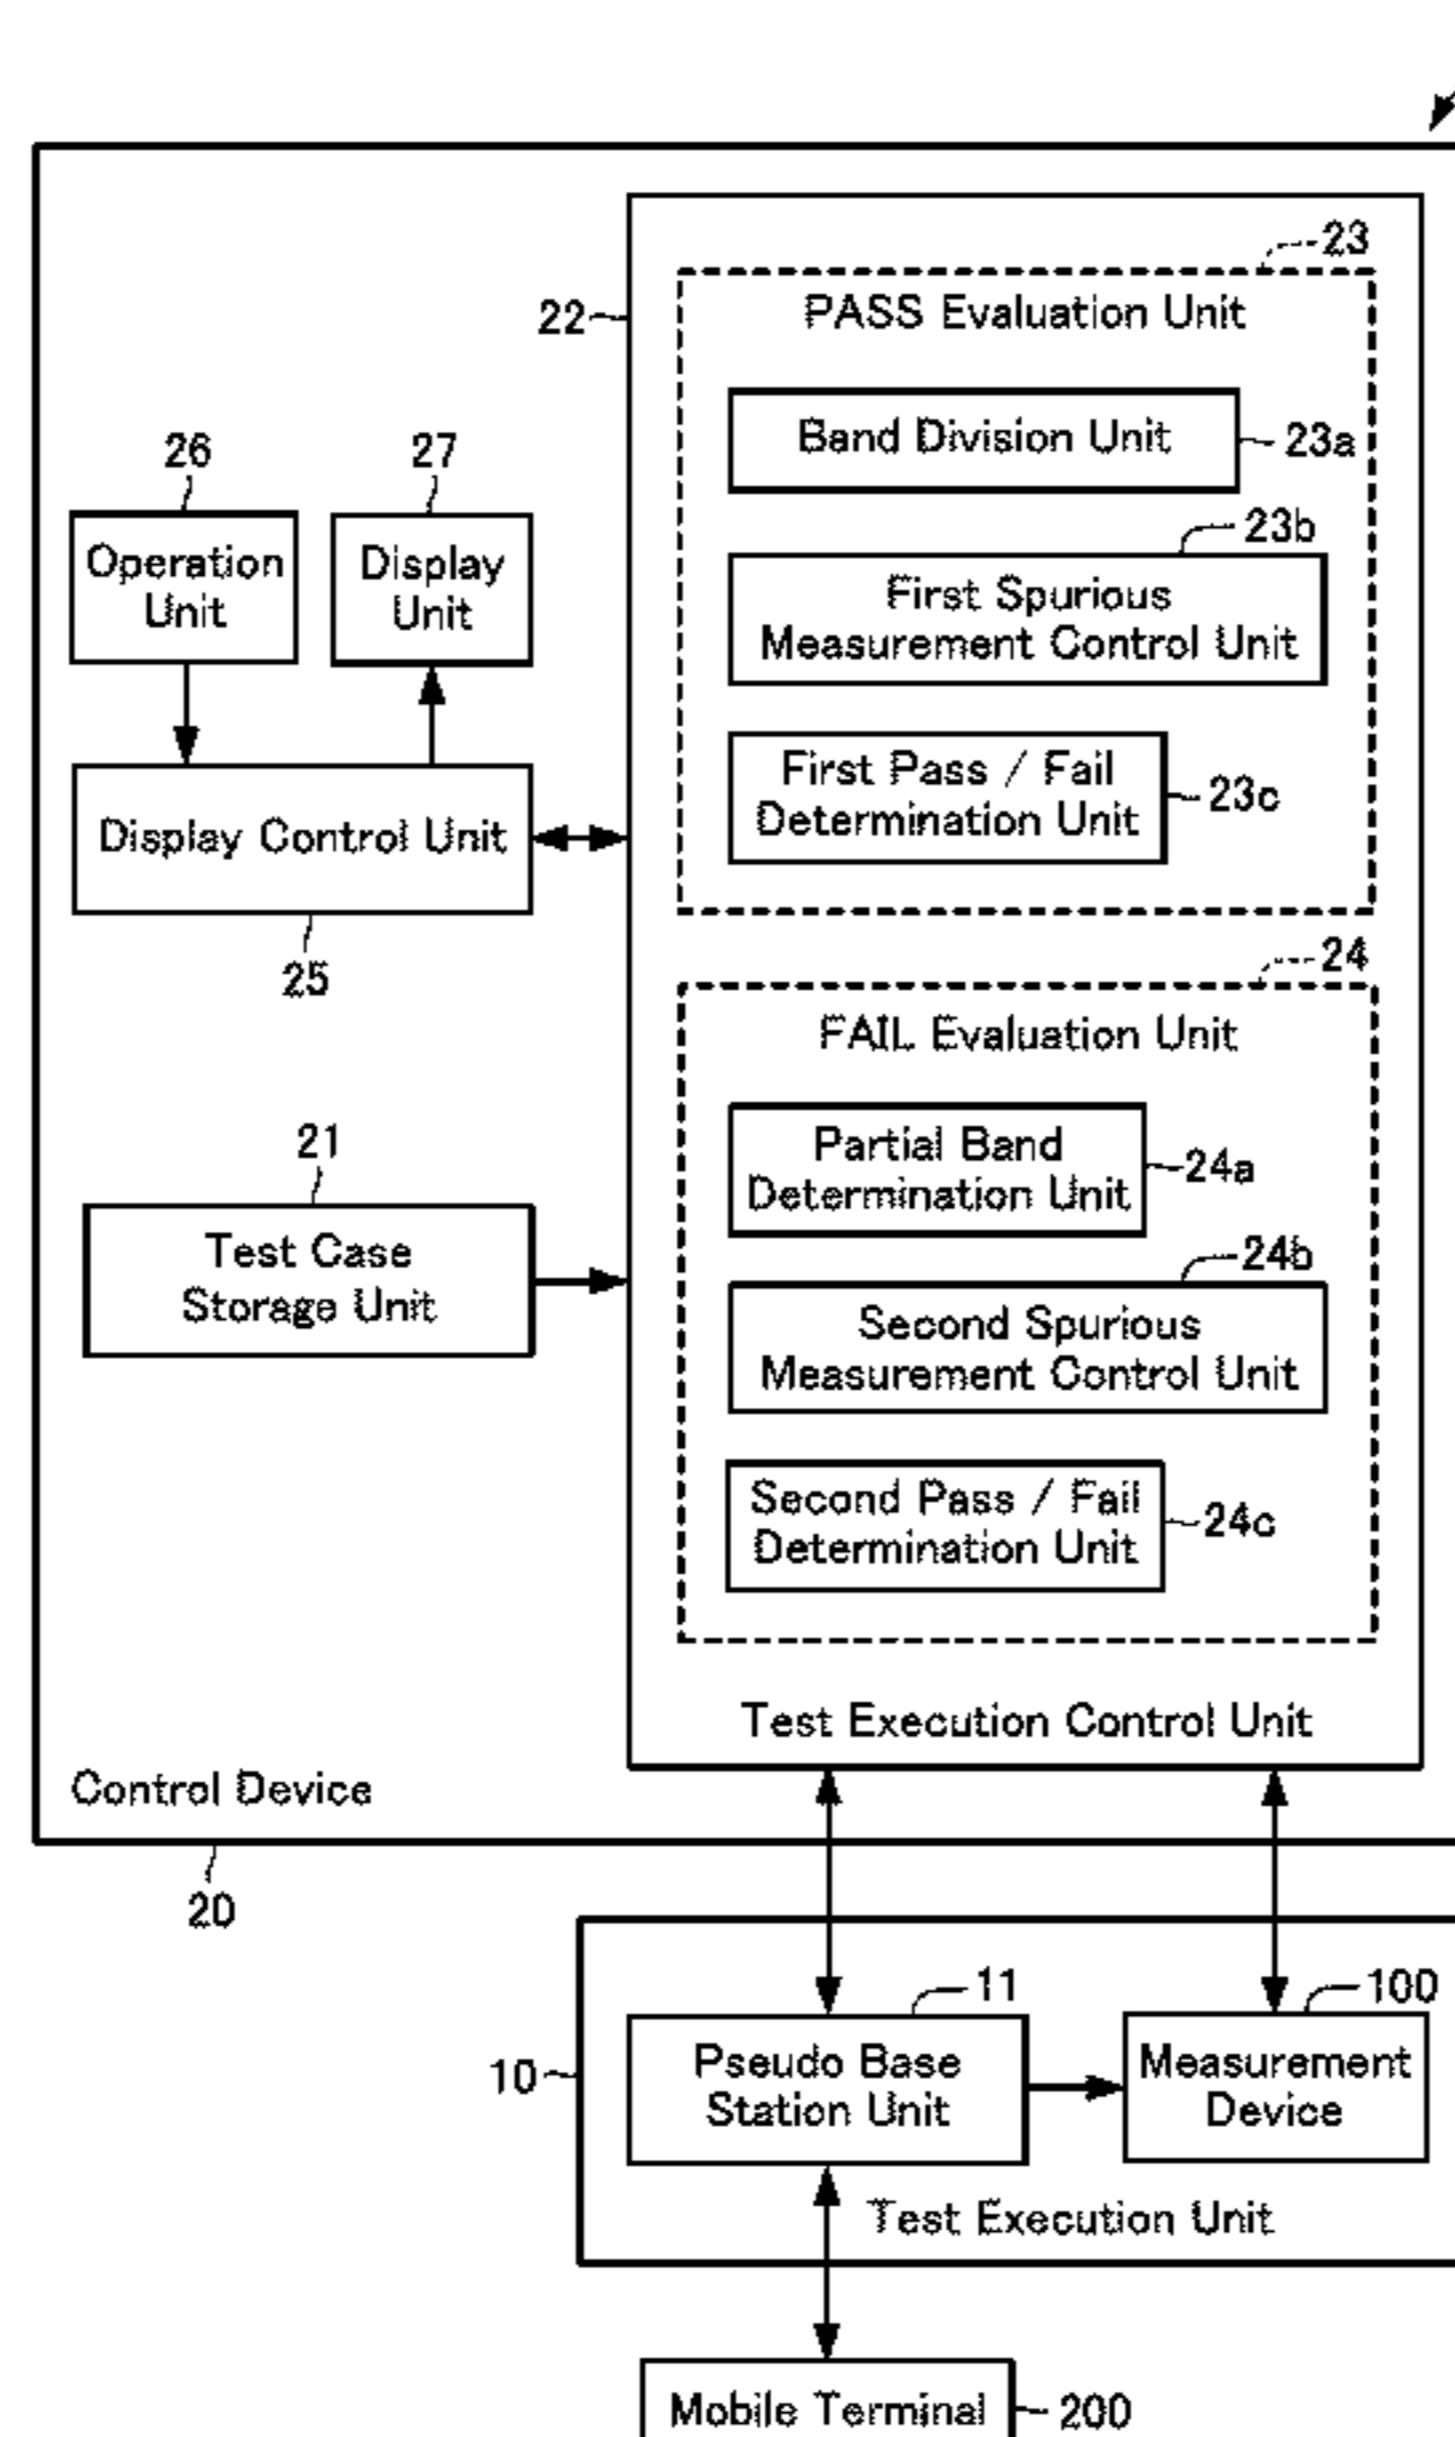 23
22
PASS Evaluation Unit
Band Division Unit
23a
26
27
23b
Operation
Unit
Display
Unit
First Spurious
Measurement Control Unit
First Pass / Fail
Determination Unit
23c
Display Control Unit
25
24
FAIL Evaluation Unit
Partial Band
Determination Unit
24a
21
Test Case
Storage Unit
24b
Second Spurious
Measurement Control Unit
Second Pass / Fail
Determination Unit
24c
Test Execution Control Unit
Control Device
20
11
100
10
Pseudo Base
Station Unit
Measurement
Device
Test Execution Unit
Mobile Terminal
200